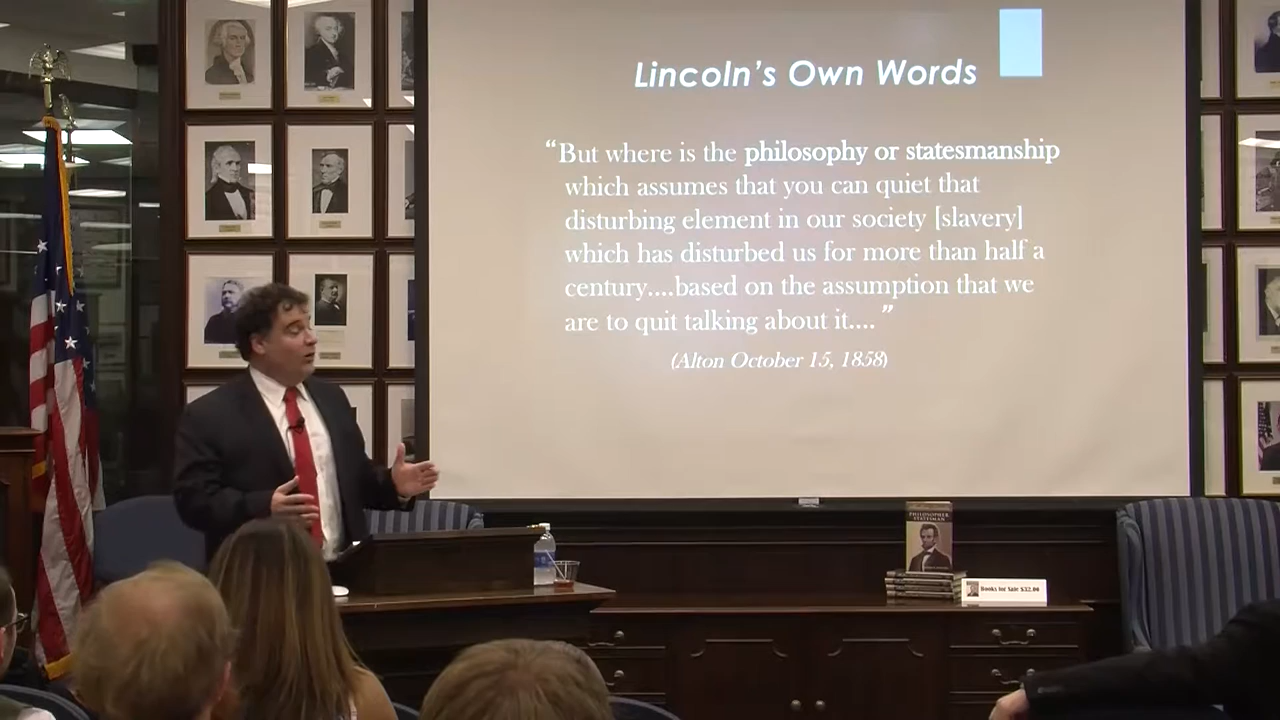 Lincoln's Own Words
“But where is the philosophy or statesmanship
which assumes that you can quiet that
disturbing element in our society [slavery]
which has disturbed us for more than half a
century....based on the assumption that we
are to quit talking about it.... ”
(Alton October 15, 1858)
PHILOSOPHER
STATESMAN
Books for Sale $32.00